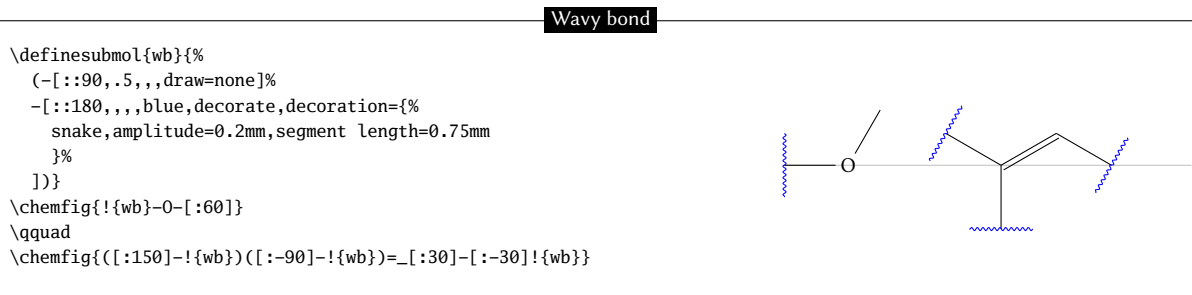 Wavy bond
\definesubmol{wb}{%
(-[::90,.5,,,draw=none]%
-[::180,,,,blue,decorate,decoration={%
snake,amplitude=0.2mm,segment length=0.75mm
}%
])}
\chemfig{!{wb}-O-[:60]}
\qquad
\chemfig{([:150]-!{wb})([:-90]-!{wb})=_[:30]-[:-30]!{wb}}
O